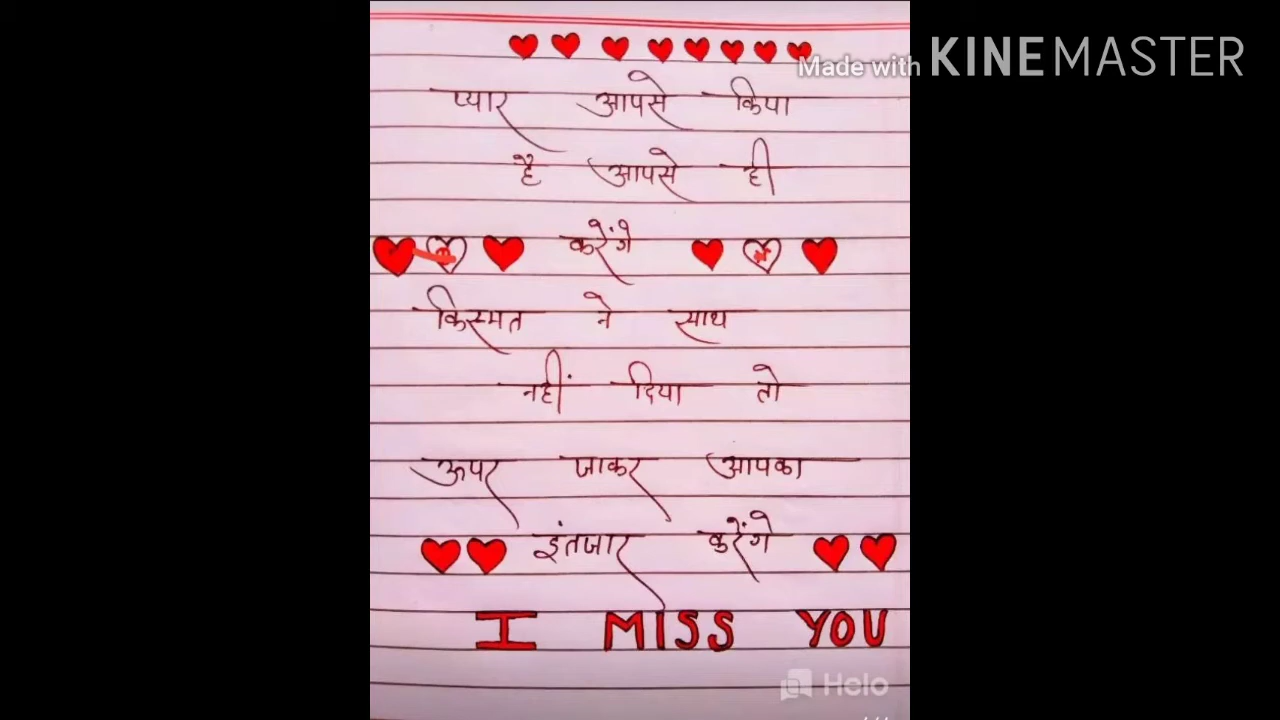 Made with KINEMASTER
प्यार आपसे किया
है आपसे ही
करेंगे
किस्मत ने साथ
नहीं दिया तो
ऊपर जाकर आपका
इंतजार करेंगे
I MISS YOU
Helo